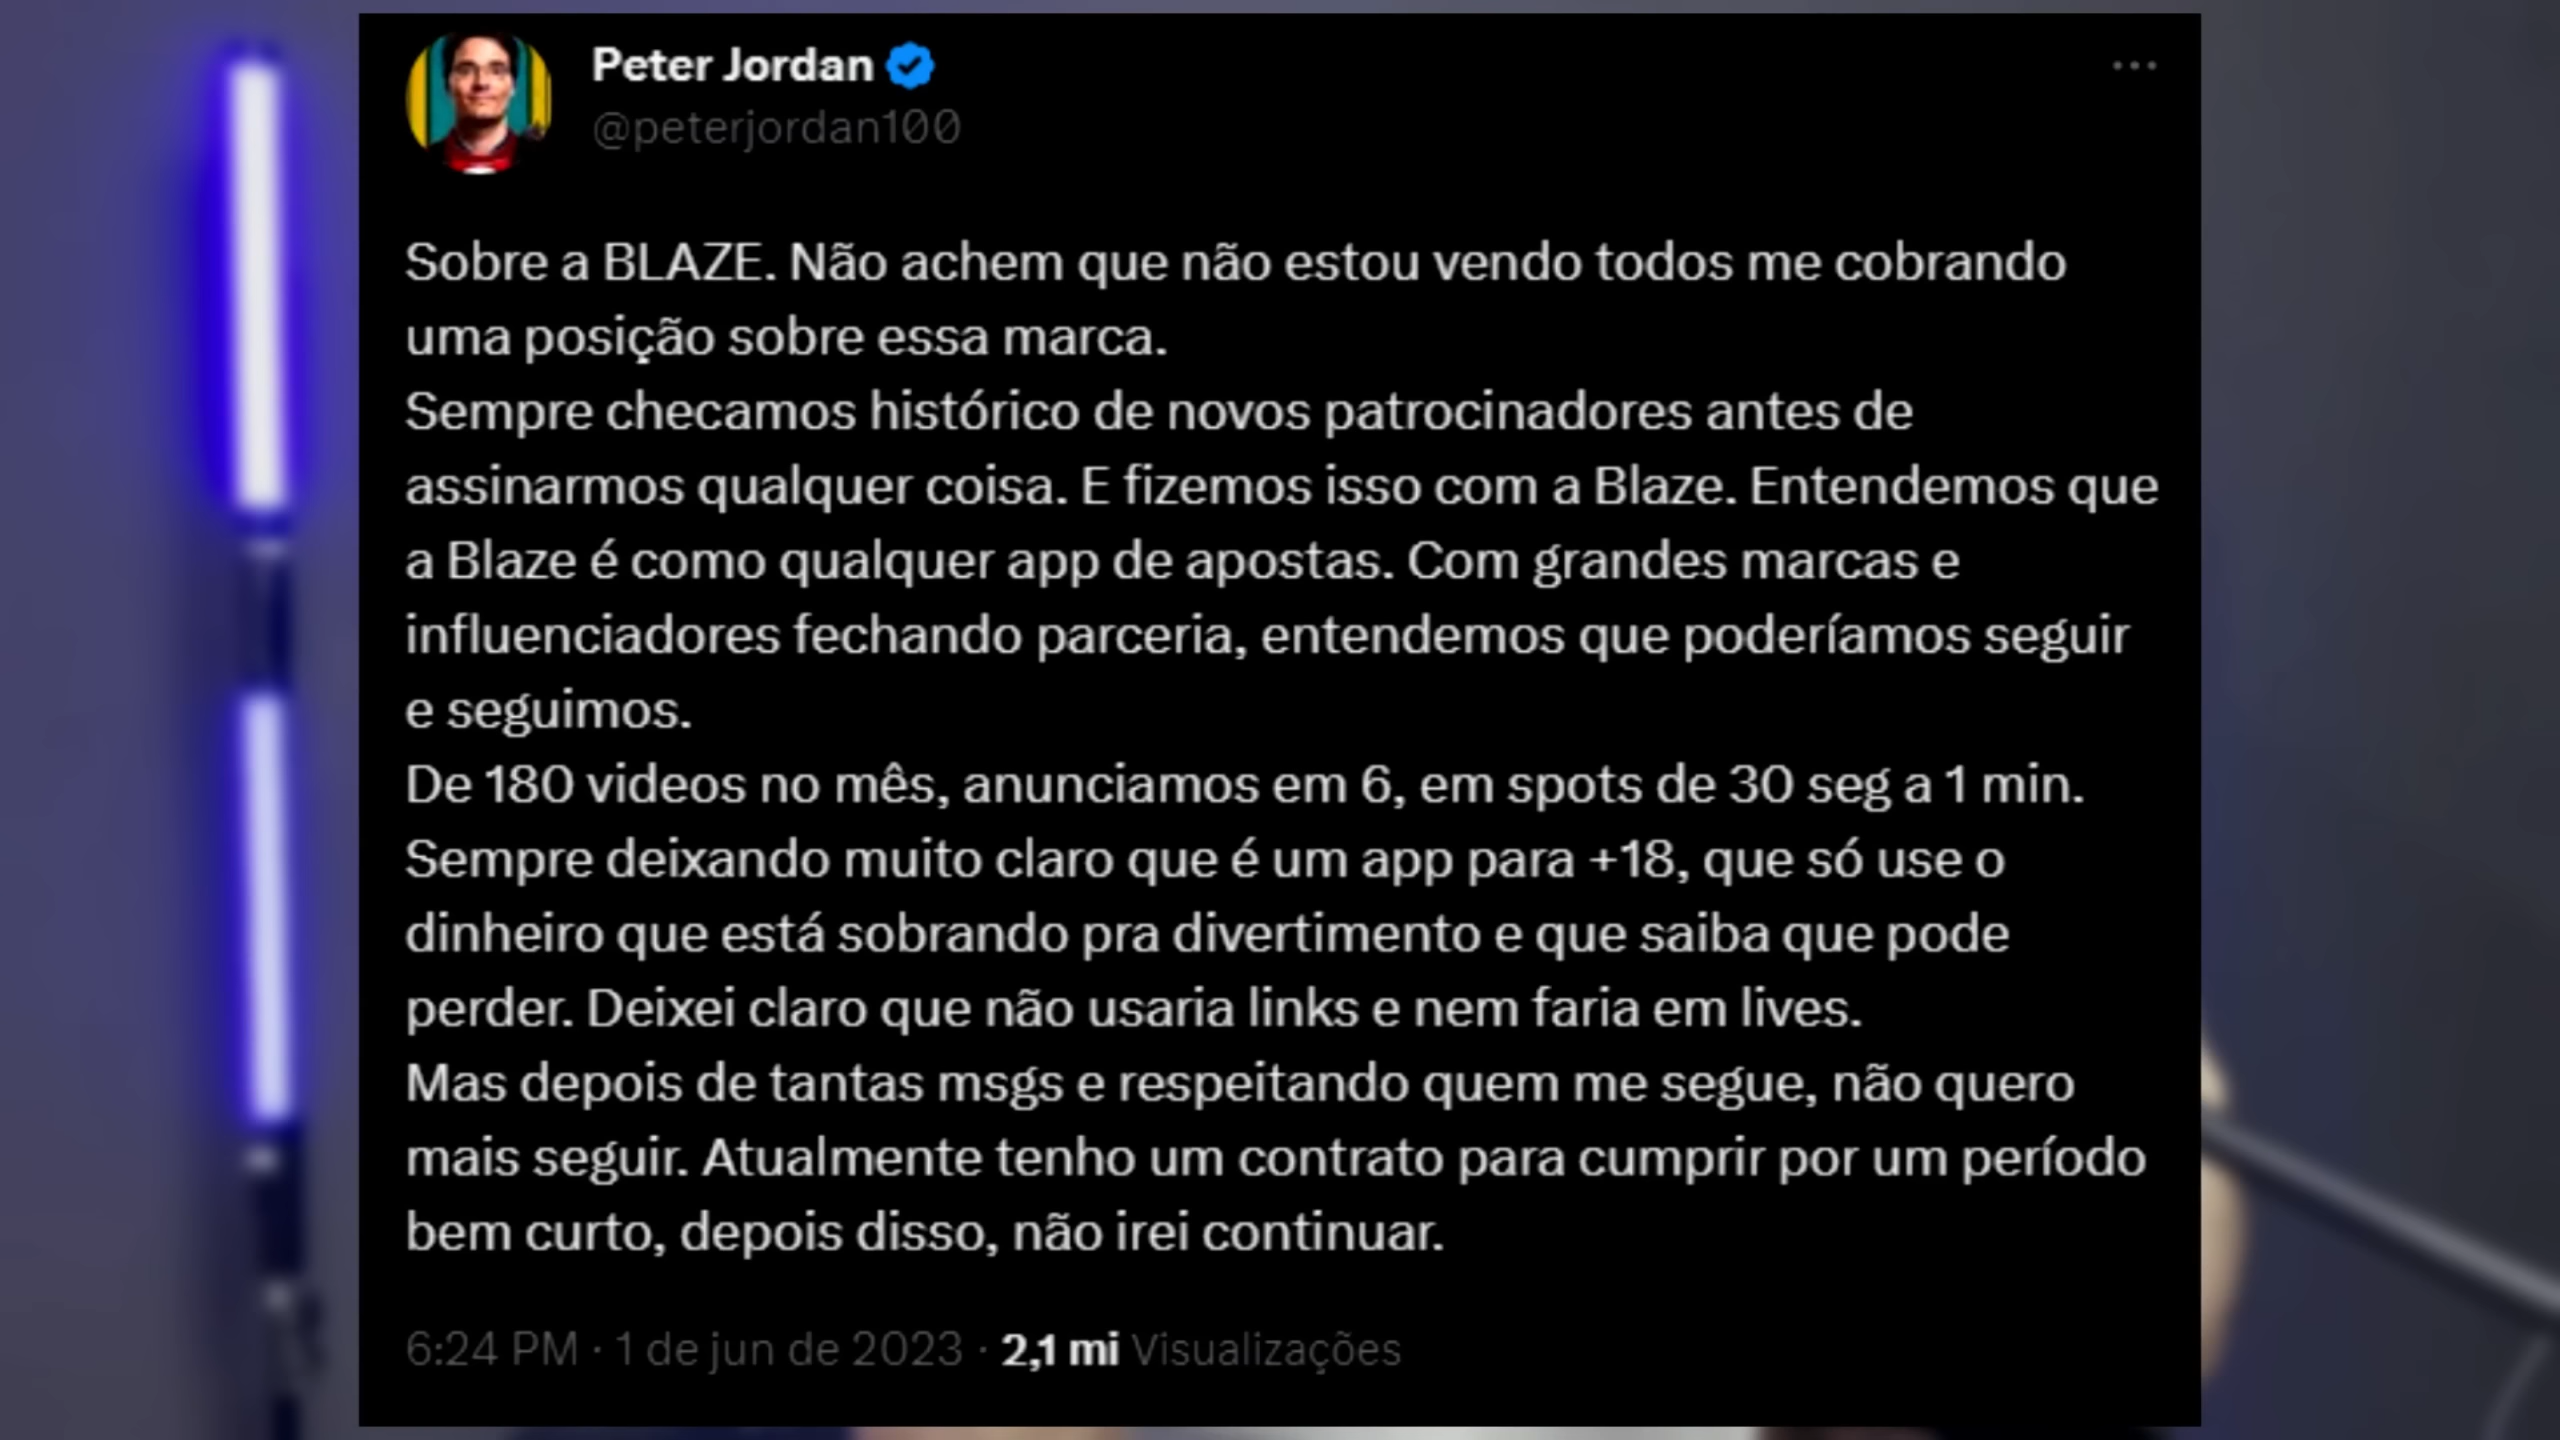 Peter Jordan
@peterjordan100
Sobre a BLAZE. Não achem que não estou vendo todos me cobrando
uma posição sobre essa marca.
Sempre checamos histórico de novos patrocinadores antes de
assinarmos qualquer coisa. E fizemos isso com a Blaze. Entendemos que
a Blaze é como qualquer app de apostas. Com grandes marcas e
influenciadores fechando parceria, entendemos que poderíamos seguir
e seguimos.
De 180 videos no mês, anunciamos em 6, em spots de 30 seg a 1 min.
Sempre deixando muito claro que é um app para +18, que só use o
dinheiro que está sobrando pra divertimento e que saiba que pode
perder. Deixei claro que não usaria links e nem faria em lives.
Mas depois de tantas msgs e respeitando quem me segue, não quero
mais seguir. Atualmente tenho um contrato para cumprir por um período
bem curto, depois disso, não irei continuar.
6:24 PM · 1 de jun de 2023 · 2,1 mi Visualizações